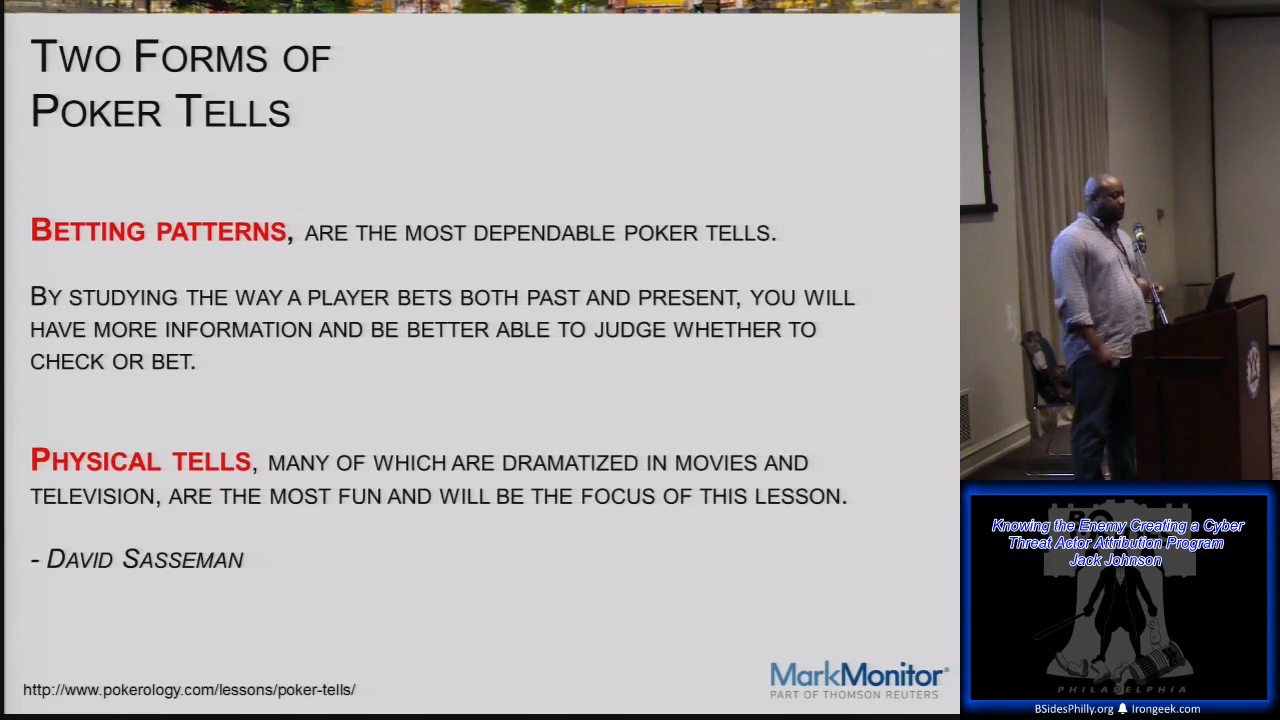 TWO FORMS OF
POKER TELLS
BETTING PATTERNS, ARE THE MOST DEPENDABLE POKER TELLS.
BY STUDYING THE WAY A PLAYER BETS BOTH PAST AND PRESENT, YOU WILL
HAVE MORE INFORMATION AND BE BETTER ABLE TO JUDGE WHETHER TO
CHECK OR BET.
PHYSICAL TELLS, MANY OF WHICH ARE DRAMATIZED IN MOVIES AND
TELEVISION, ARE THE MOST FUN AND WILL BE THE FOCUS OF THIS LESSON.
- DAVID SASSEMAN
http://www.pokerology.com/lessons/poker-tells/
MarkMonitor®
PART OF THOMSON REUTERS
Knowing the Enemy Creating a Cyber
Threat Actor Attribution Program
Jack Johnson
PHILADELPHIA
BSidesPhilly.org Irongeek.com